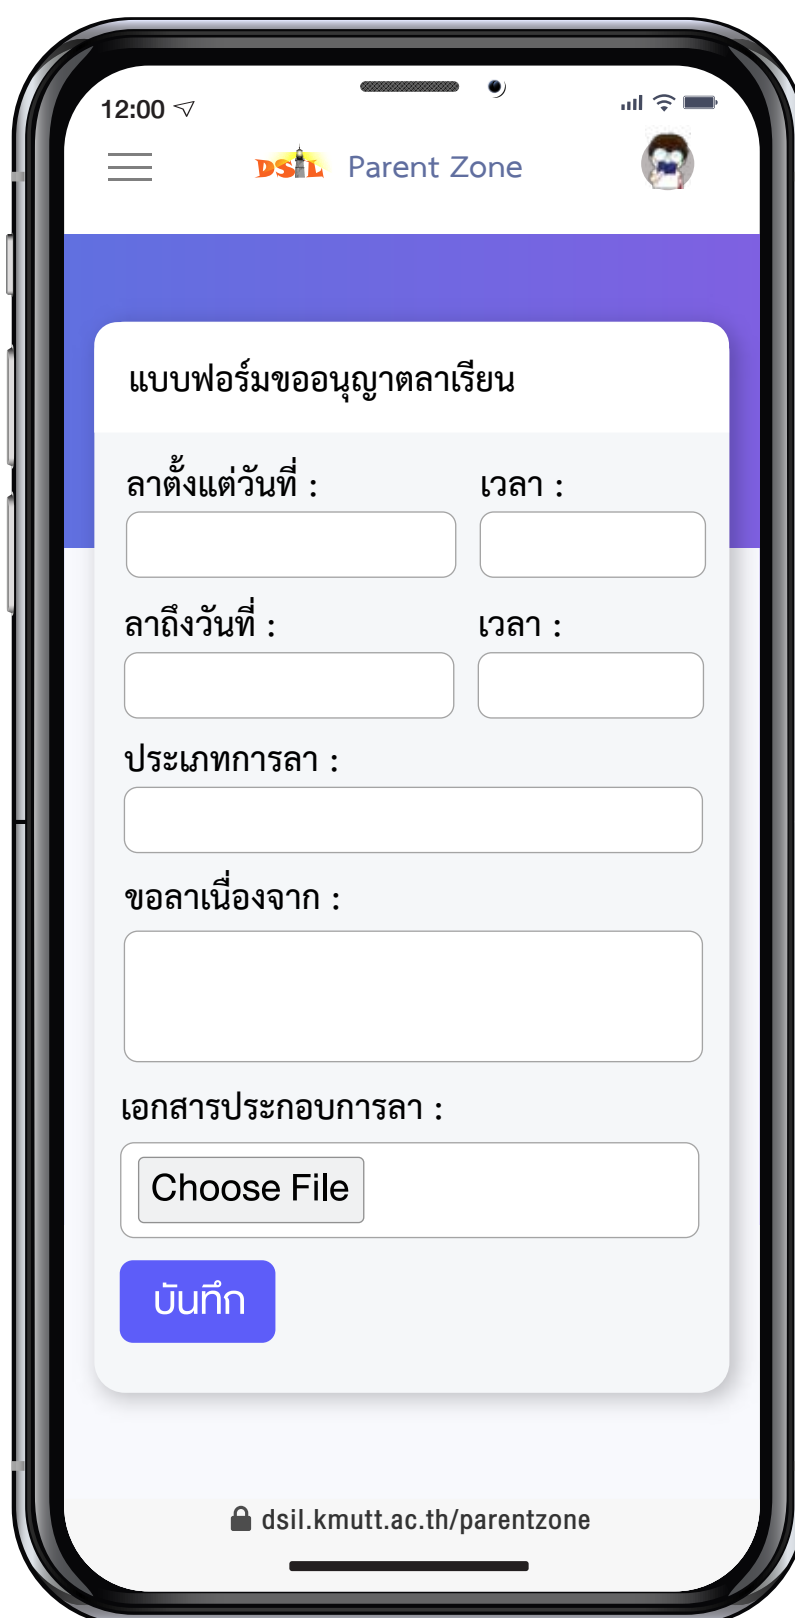 12:00
DSIL Parent Zone
แบบฟอร์มขออนุญาตลาเรียน
ลาตั้งแต่วันที่ : เวลา :
ลาถึงวันที่ : เวลา :
ประเภทการลา :
ขอลาเนื่องจาก :
เอกสารประกอบการลา :
Choose File
บันทึก
dsil.kmutt.ac.th/parentzone